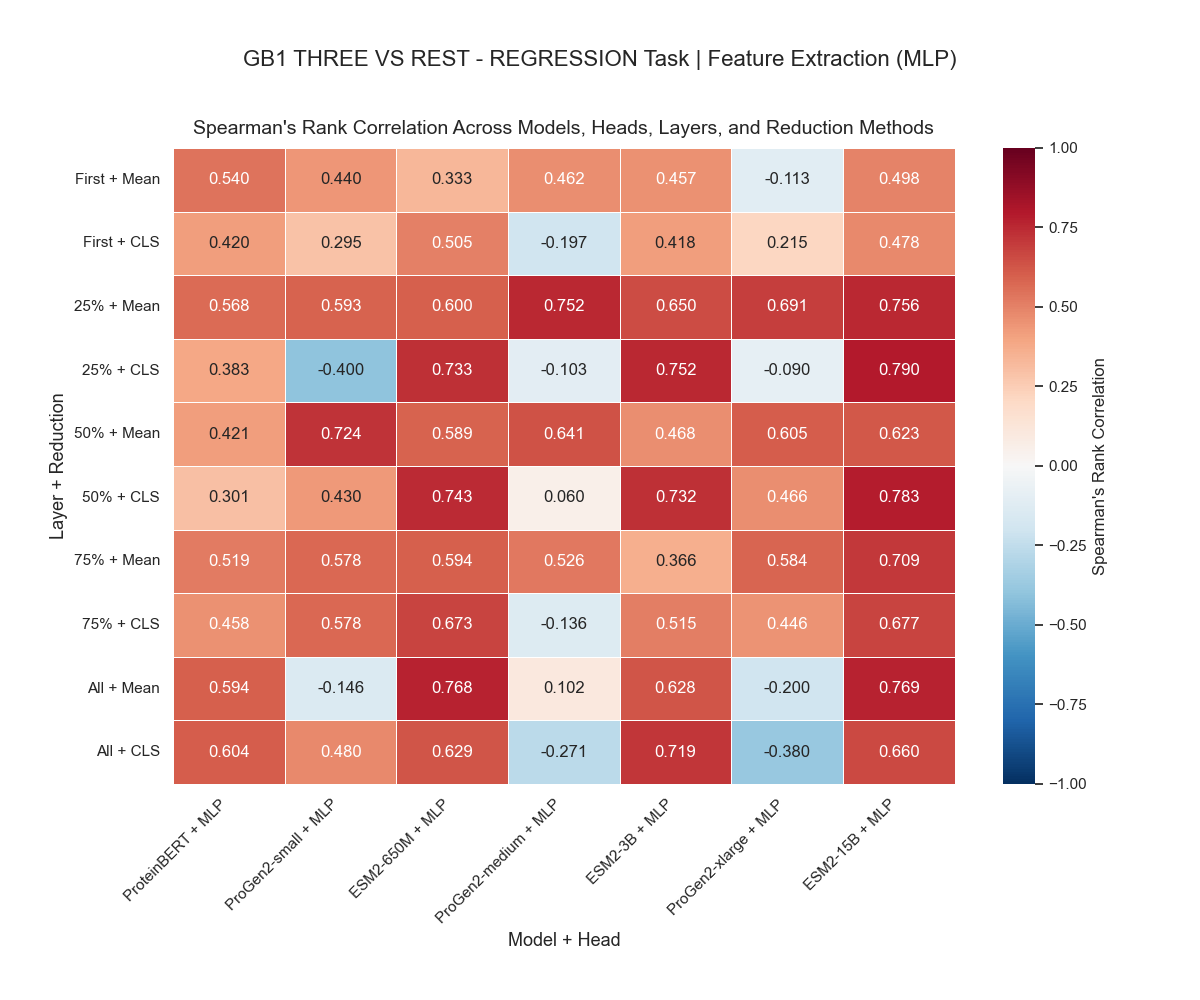 GB1 THREE VS REST - REGRESSION Task | Feature Extraction (MLP)
Spearman's Rank Correlation Across Models, Heads, Layers, and Reduction Methods
Layer + Reduction
First + Mean 0.540 0.440 0.333 0.462 0.457 -0.113 0.498
First + CLS 0.420 0.295 0.505 -0.197 0.418 0.215 0.478
25% + Mean 0.568 0.593 0.600 0.752 0.650 0.691 0.756
25% + CLS 0.383 -0.400 0.733 -0.103 0.752 -0.090 0.790
50% + Mean 0.421 0.724 0.589 0.641 0.468 0.605 0.623
50% + CLS 0.301 0.430 0.743 0.060 0.732 0.466 0.783
75% + Mean 0.519 0.578 0.594 0.526 0.366 0.584 0.709
75% + CLS 0.458 0.578 0.673 -0.136 0.515 0.446 0.677
All + Mean 0.594 -0.146 0.768 0.102 0.628 -0.200 0.769
All + CLS 0.604 0.480 0.629 -0.271 0.719 -0.380 0.660
ProteinBERT + MLP
ProGen2-small + MLP
ESM2-650M + MLP
ProGen2-medium + MLP
ESM2-3B + MLP
ProGen2-xlarge + MLP
ESM2-15B + MLP
Model + Head
1.00
0.75
0.50
0.25
0.00
−0.25
−0.50
−0.75
−1.00
Spearman's Rank Correlation